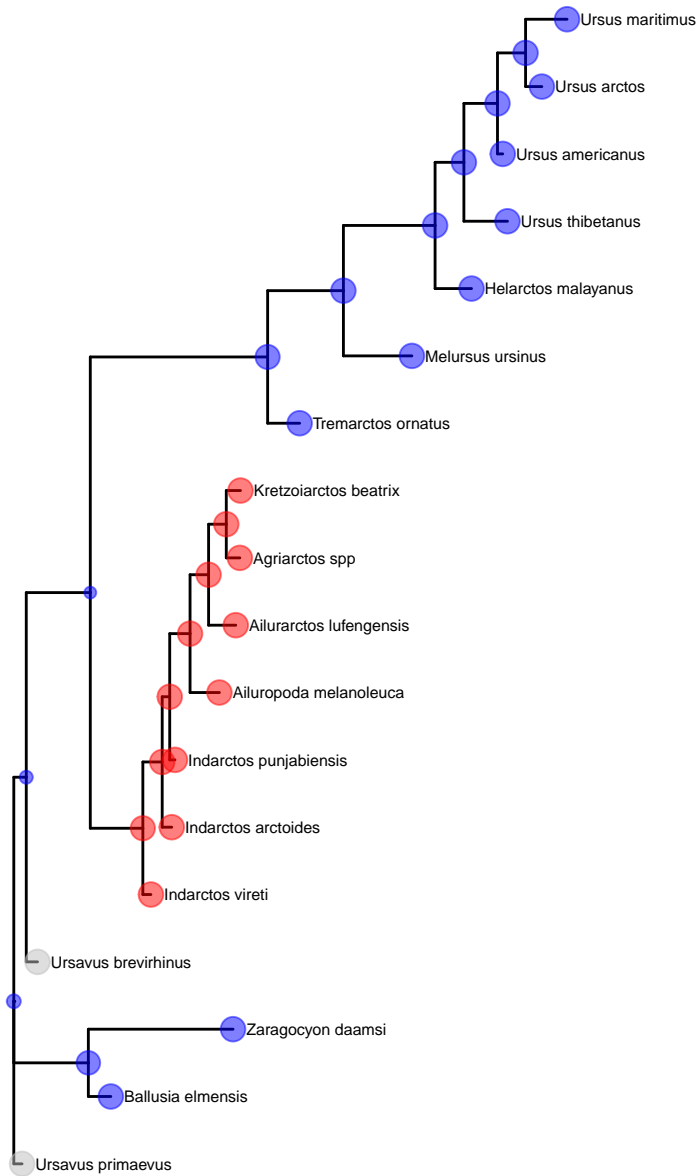 Ursus maritimus
Ursus arctos
Ursus americanus
Ursus thibetanus
Helarctos malayanus
Melursus ursinus
Tremarctos ornatus
Kretzoiarctos beatrix
Agriarctos spp
Ailurarctos lufengensis
Ailuropoda melanoleuca
Indarctos punjabiensis
Indarctos arctoides
Indarctos vireti
Ursavus brevirhinus
Zaragocyon daamsi
Ballusia elmensis
Ursavus primaevus